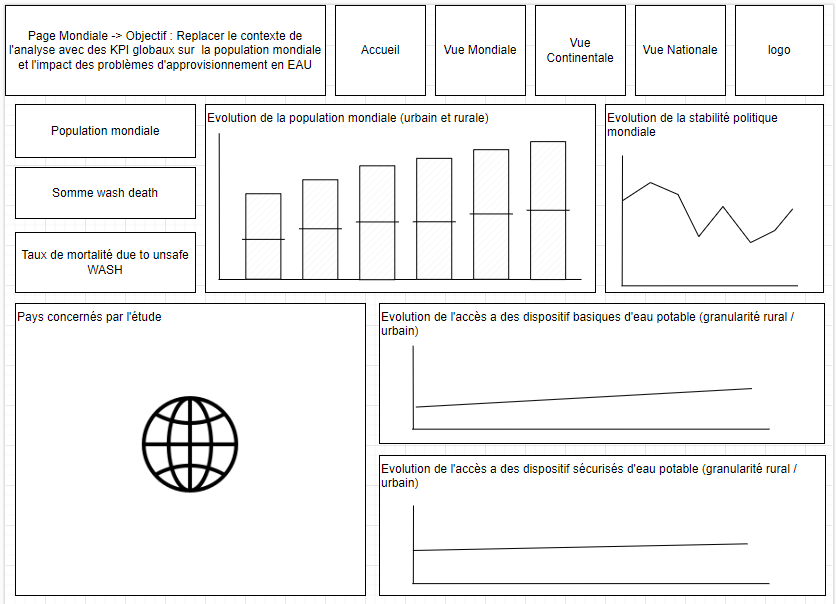 Page Mondiale -> Objectif : Replacer le contexte de
l'analyse avec des KPI globaux sur la population mondiale
et l'impact des problèmes d'approvisionnement en EAU
Accueil
Vue Mondiale
Vue
Continentale
Vue Nationale
logo
Population mondiale
Somme wash death
Taux de mortalité due to unsafe
WASH
Evolution de la population mondiale (urbain et rurale)
Evolution de la stabilité politique
mondiale
Pays concernés par l'étude
Evolution de l'accès a des dispositif basiques d'eau potable (granularité rural /
urbain)
Evolution de l'accès a des dispositif sécurisés d'eau potable (granularité rural /
urbain)